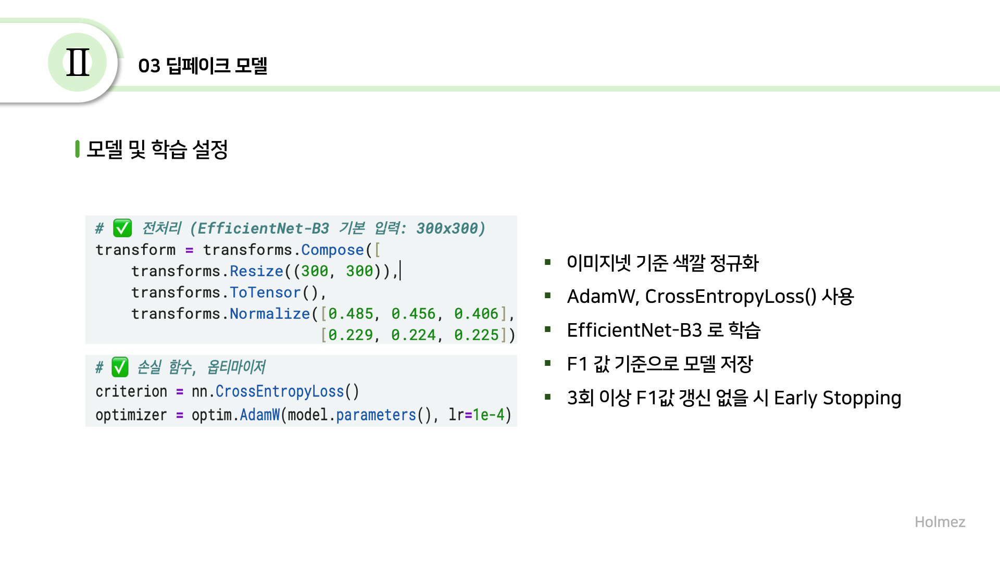 Ⅱ
03 딥페이크 모델
모델 및 학습 설정
# ✅ 전처리 (EfficientNet-B3 기본 입력: 300x300)
transform = transforms.Compose([
    transforms.Resize((300, 300)),
    transforms.ToTensor(),
    transforms.Normalize([0.485, 0.456, 0.406],
                         [0.229, 0.224, 0.225])
# ✅ 손실 함수, 옵티마이저
criterion = nn.CrossEntropyLoss()
optimizer = optim.AdamW(model.parameters(), lr=1e-4)
▪ 이미지넷 기준 색깔 정규화
▪ AdamW, CrossEntropyLoss() 사용
▪ EfficientNet-B3 로 학습
▪ F1 값 기준으로 모델 저장
▪ 3회 이상 F1값 갱신 없을 시 Early Stopping
Holmez